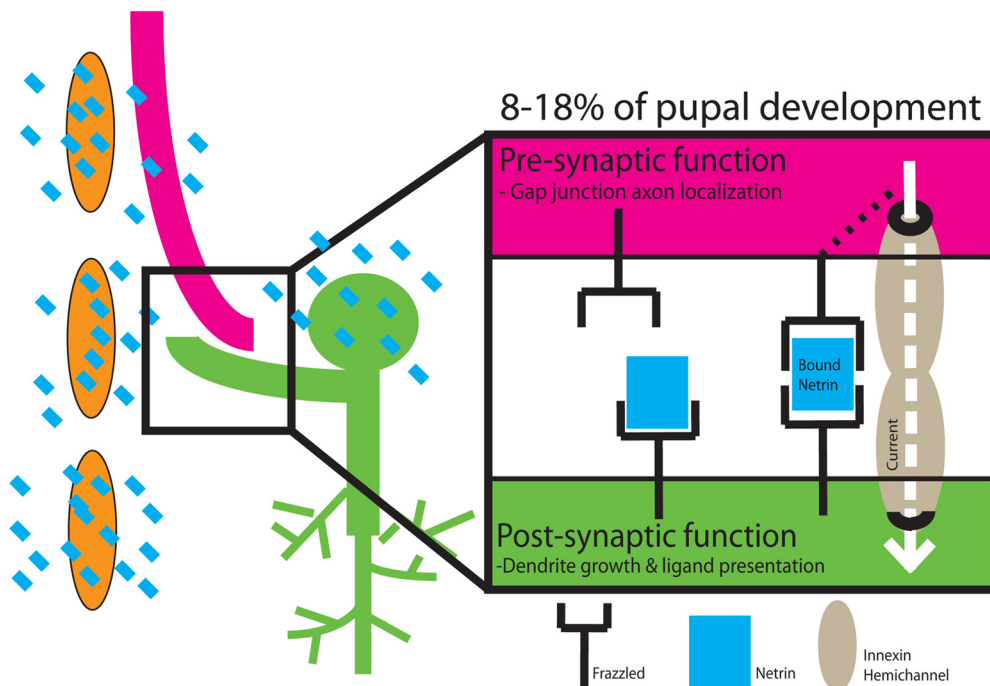 8-18% of pupal development
Pre-synaptic function
- Gap junction axon localization
Bound
Netrin
Current
Post-synaptic function
-Dendrite growth & ligand presentation
Frazzled
Netrin
Innexin
Hemichannel